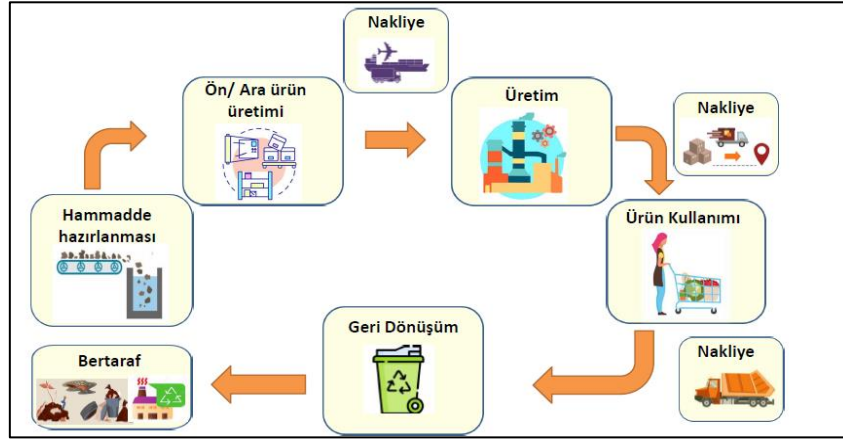 Nakliye
Ön/ Ara ürün
üretimi
Üretim
Nakliye
Hammadde
hazırlanması
Ürün Kullanımı
Geri Dönüşüm
Nakliye
Bertaraf